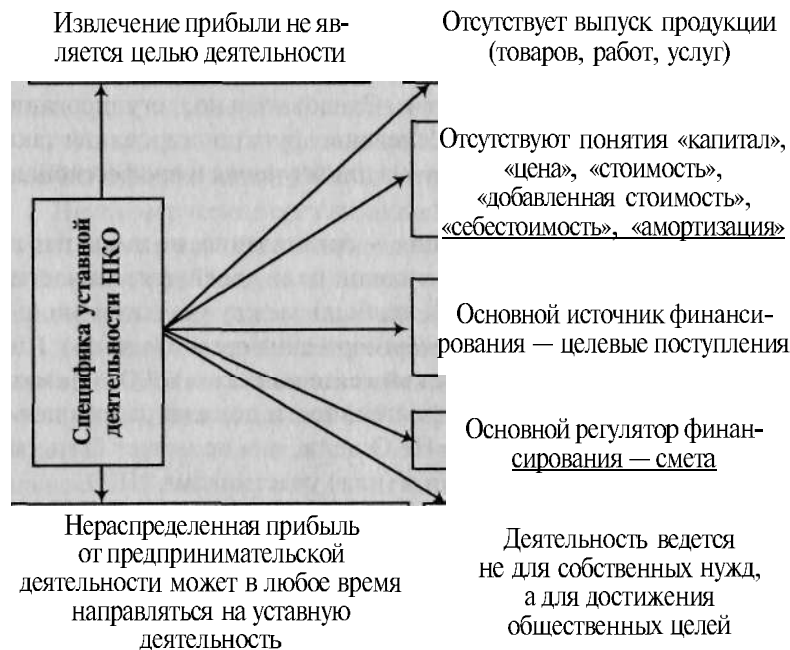 Извлечение прибыли не яв-
ляется целью деятельности
Отсутствует выпуск продукции
(товаров, работ, услуг)
Отсутствуют понятия «капитал»,
«цена», «стоимость»,
«добавленная стоимость»,
«себестоимость», «амортизация»
Специфика уставной
деятельности НКО
Основной источник финанси-
рования — целевые поступления
Основной регулятор финан-
сирования — смета
Нераспределенная прибыль
от предпринимательской
деятельности может в любое время
направляться на уставную
деятельность
Деятельность ведется
не для собственных нужд,
а для достижения
общественных целей